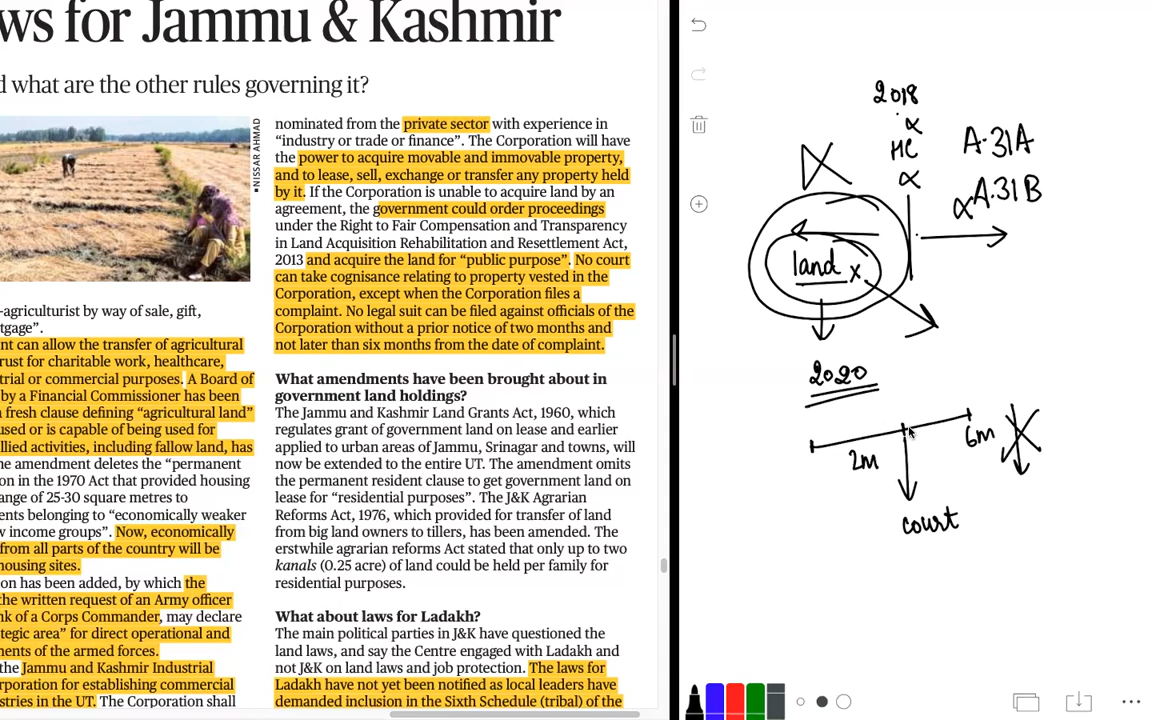 ws for Jammu & Kashmir
d what are the other rules governing it?
■ NISSAR AHMAD
-agriculturist by way of sale, gift,
tgage”.
nt can allow the transfer of agricultural
rust for charitable work, healthcare,
trial or commercial purposes. A Board of
by a Financial Commissioner has been
a fresh clause defining “agricultural land”
used or is capable of being used for
llied activities, including fallow land, has
he amendment deletes the “permanent
on in the 1970 Act that provided housing
ange of 25-30 square metres to
ents belonging to “economically weaker
w income groups”. Now, economically
from all parts of the country will be
housing sites.
on has been added, by which the
the written request of an Army officer
nk of a Corps Commander, may declare
tegic area” for direct operational and
ments of the armed forces.
the Jammu and Kashmir Industrial
rporation for establishing commercial
stries in the UT. The Corporation shall
nominated from the private sector with experience in
“industry or trade or finance”. The Corporation will have
the power to acquire movable and immovable property,
and to lease, sell, exchange or transfer any property held
by it. If the Corporation is unable to acquire land by an
agreement, the government could order proceedings
under the Right to Fair Compensation and Transparency
in Land Acquisition Rehabilitation and Resettlement Act,
2013 and acquire the land for “public purpose”. No court
can take cognisance relating to property vested in the
Corporation, except when the Corporation files a
complaint. No legal suit can be filed against officials of the
Corporation without a prior notice of two months and
not later than six months from the date of complaint.
What amendments have been brought about in
government land holdings?
The Jammu and Kashmir Land Grants Act, 1960, which
regulates grant of government land on lease and earlier
applied to urban areas of Jammu, Srinagar and towns, will
now be extended to the entire UT. The amendment omits
the permanent resident clause to get government land on
lease for “residential purposes”. The J&K Agrarian
Reforms Act, 1976, which provided for transfer of land
from big land owners to tillers, has been amended. The
erstwhile agrarian reforms Act stated that only up to two
kanals (0.25 acre) of land could be held per family for
residential purposes.
What about laws for Ladakh?
The main political parties in J&K have questioned the
land laws, and say the Centre engaged with Ladakh and
not J&K on land laws and job protection. The laws for
Ladakh have not yet been notified as local leaders have
demanded inclusion in the Sixth Schedule (tribal) of the
2018
HC
A.31A
A.31B
land x
2020
2m
6m
court